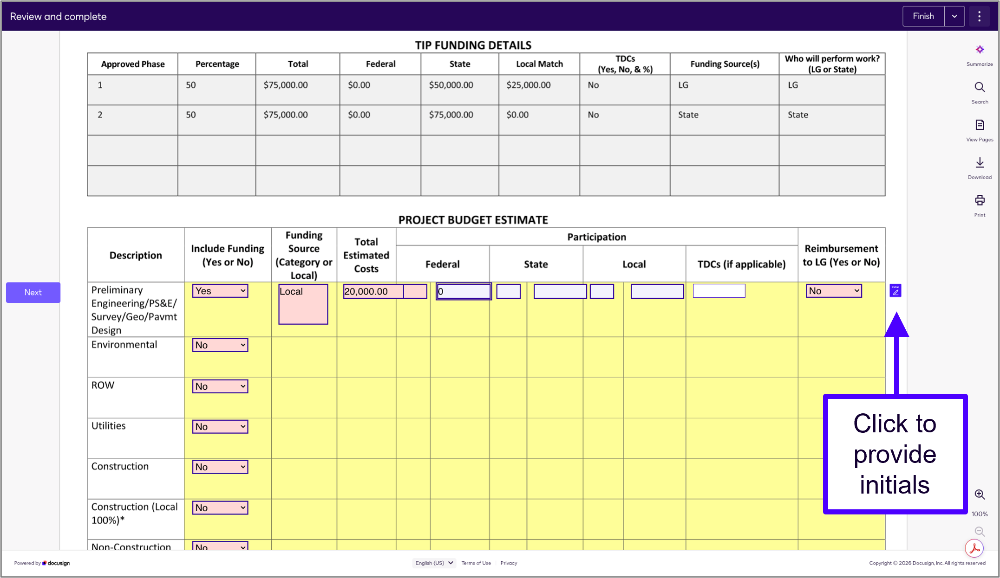 Review and complete
Finish
TIP FUNDING DETAILS
Approved Phase Percentage Total Federal State Local Match TDCs (Yes, No, & %) Funding Source(s) Who will perform work? (LG or State)
1 50 $75,000.00 $0.00 $50,000.00 $25,000.00 No LG LG
2 50 $75,000.00 $0.00 $75,000.00 $0.00 No State State
Summarize
Search
View Pages
Download
Print
PROJECT BUDGET ESTIMATE
Description
Include Funding
(Yes or No)
Funding
Source
(Category or
Local)
Total
Estimated
Costs
Participation
Federal State Local TDCs (if applicable)
Reimbursement
to LG (Yes or No)
Next
Preliminary
Engineering/PS&E/
Survey/Geo/Pavmt
Design
Yes Local 20,000.00 0 No
Initial
Environmental No
ROW No
Utilities No
Construction No
Construction (Local
100%)*
No
Non-Construction No
Click to
provide
initials
100%
Powered by docusign
English (US) Terms of Use Privacy
Copyright © 2026 Docusign, Inc. All rights reserved